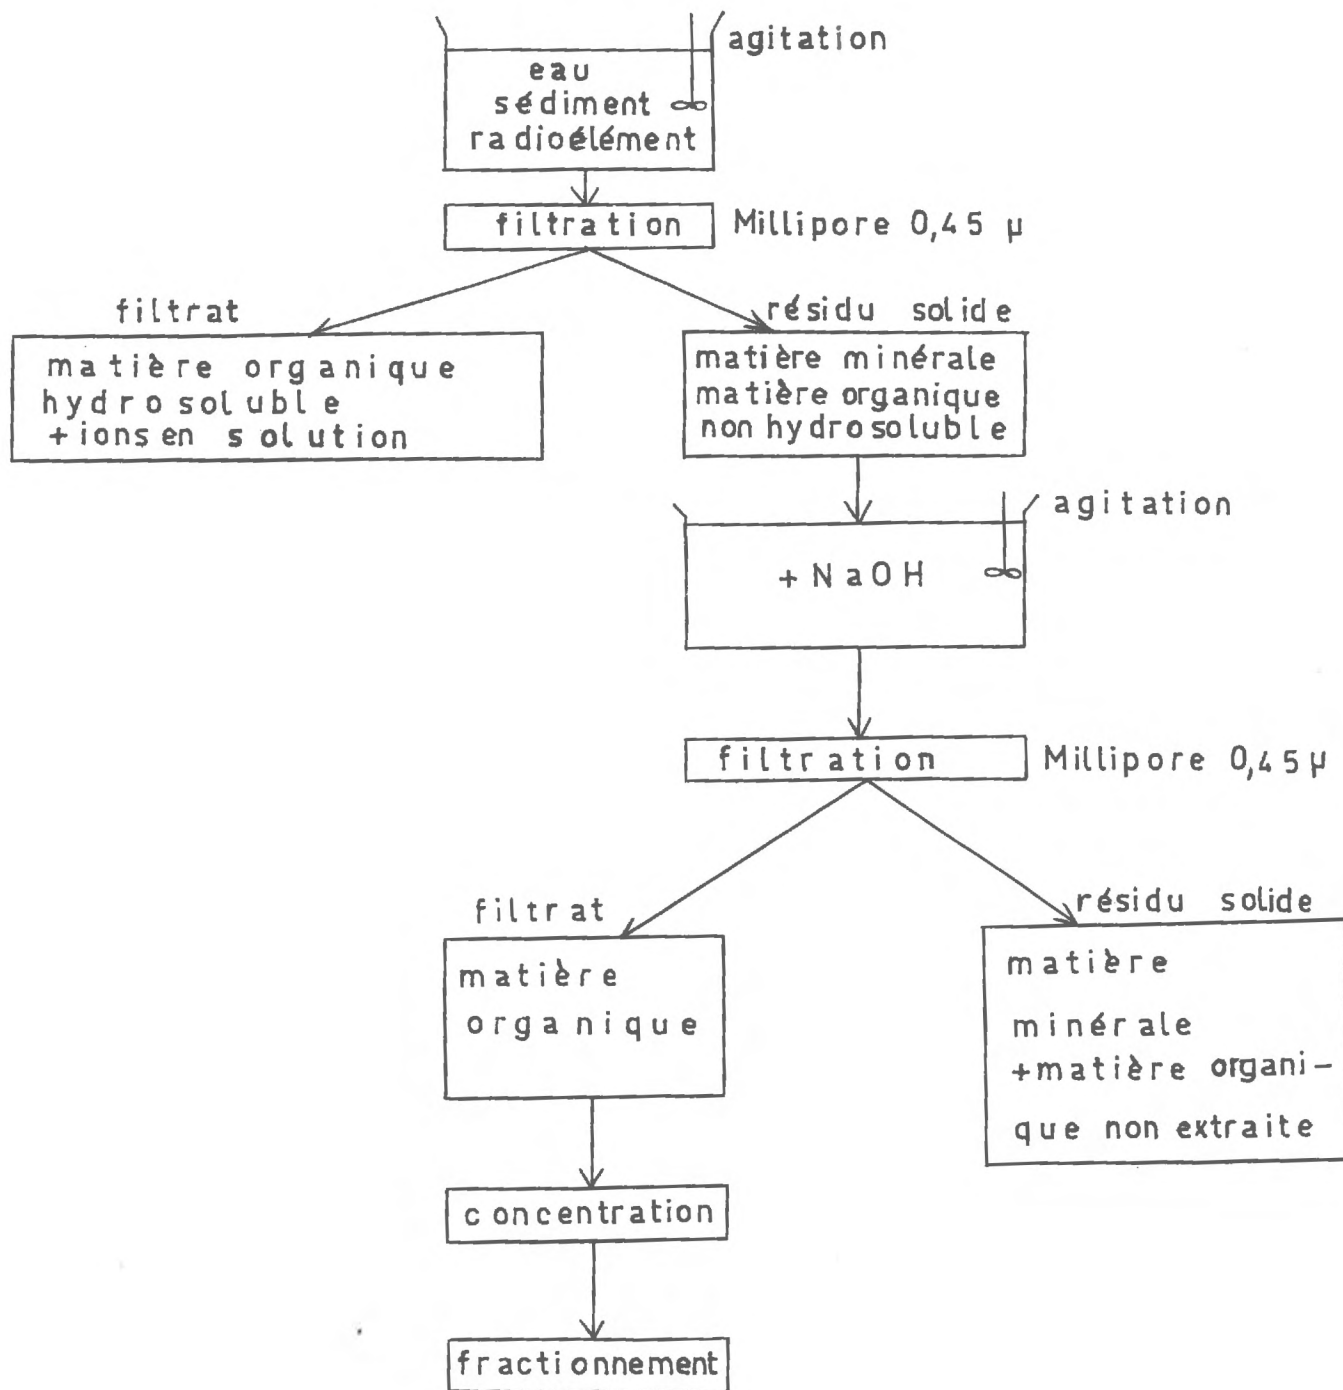 agitation
eau
sédiment
radioélément
filtration Millipore 0,45 µ
filtrat
résidu solide
matière organique
hydrosoluble
+ions en solution
matière minérale
matière organique
non hydrosoluble
agitation
+ NaOH
filtration Millipore 0,45 µ
filtrat
résidu solide
matière
organique
matière
minérale
+matière organi-
que non extraite
concentration
fractionnement